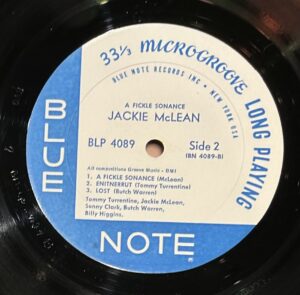 33⅓ MICROGROOVE LONG PLAYING
BLUE NOTE RECORDS INC • NEW YORK USA
A FICKLE SONANCE
JACKIE McLEAN
BLP 4089 Side 2
(BN 4089-B)
All compositions Groove Music - BMI
1. A FICKLE SONANCE (McLean)
2. ENITNERRUT (Tommy Turrentine)
3. LOST (Butch Warren)
Tommy Turrentine, Jackie McLean,
Sonny Clark, Butch Warren,
Billy Higgins.
BLUE
NOTE